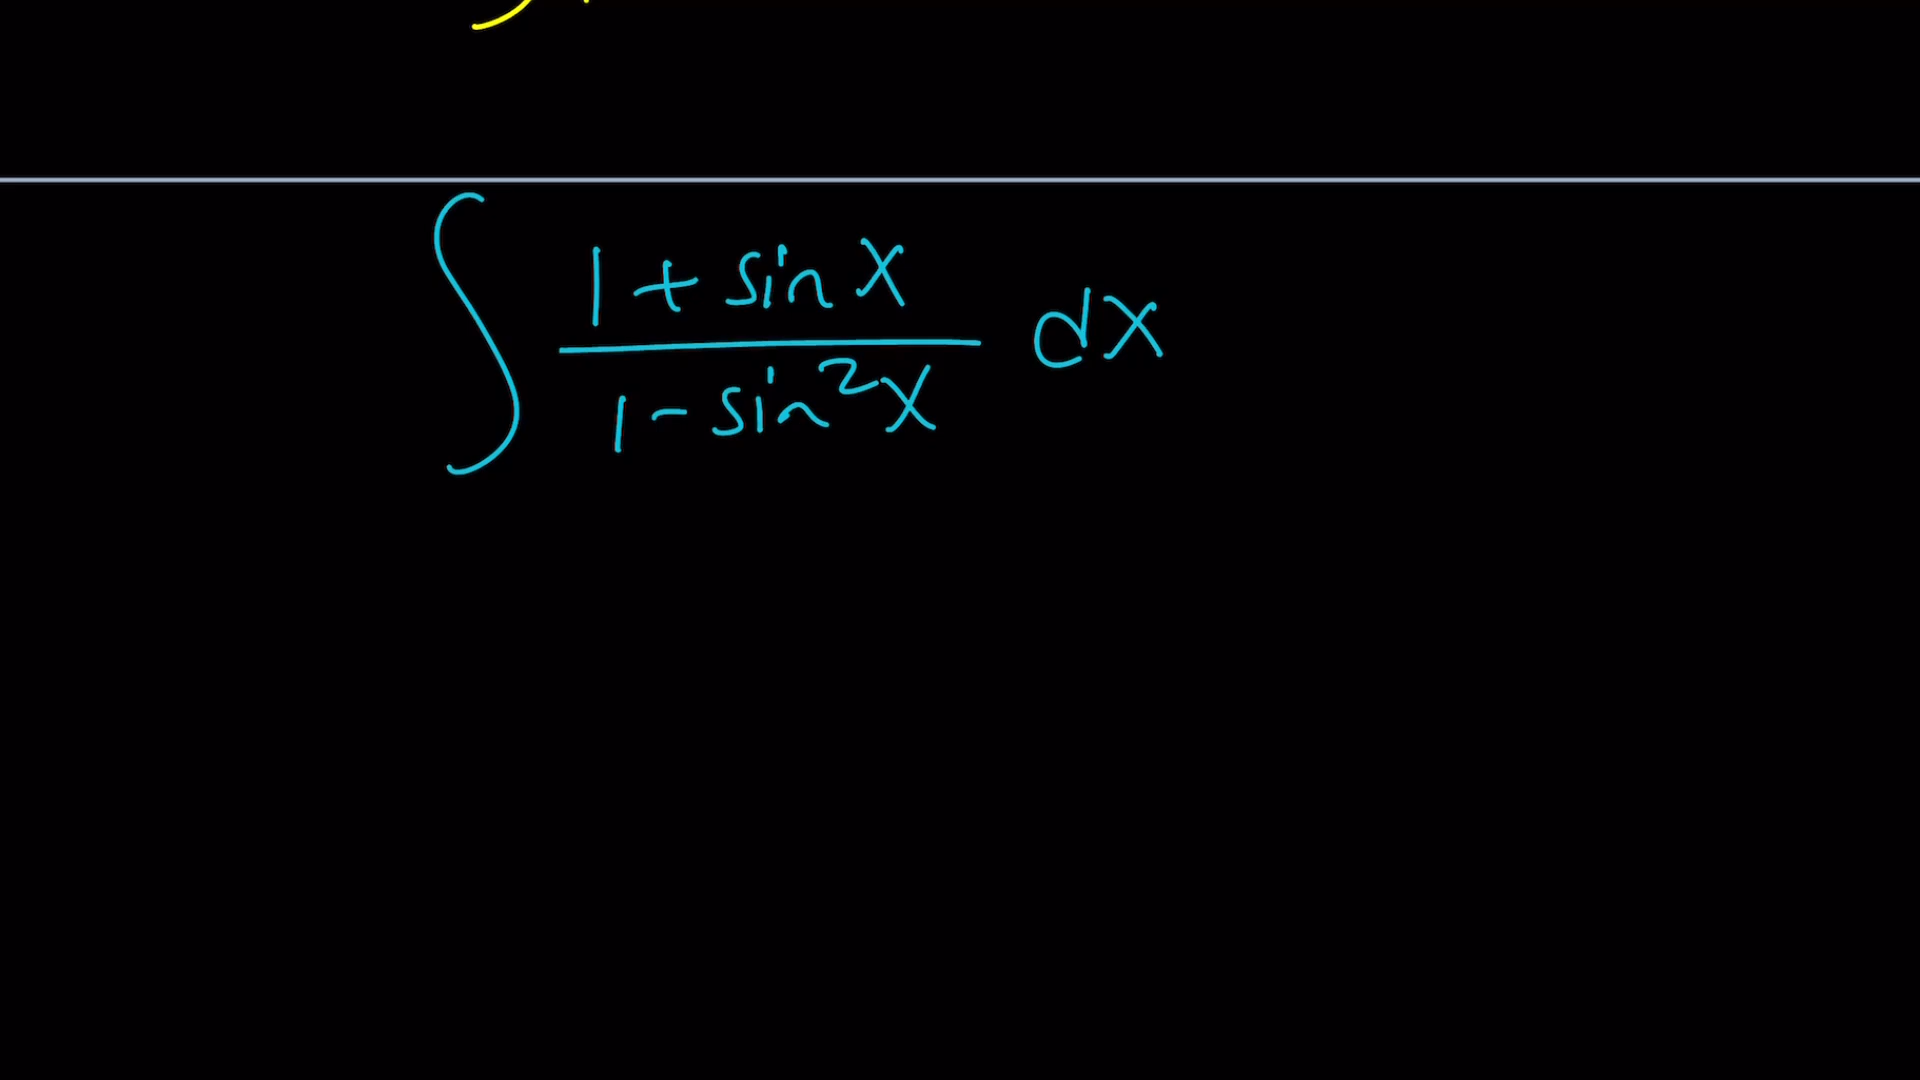 ∫ (1 + sin x) / (1 - sin²x) dx